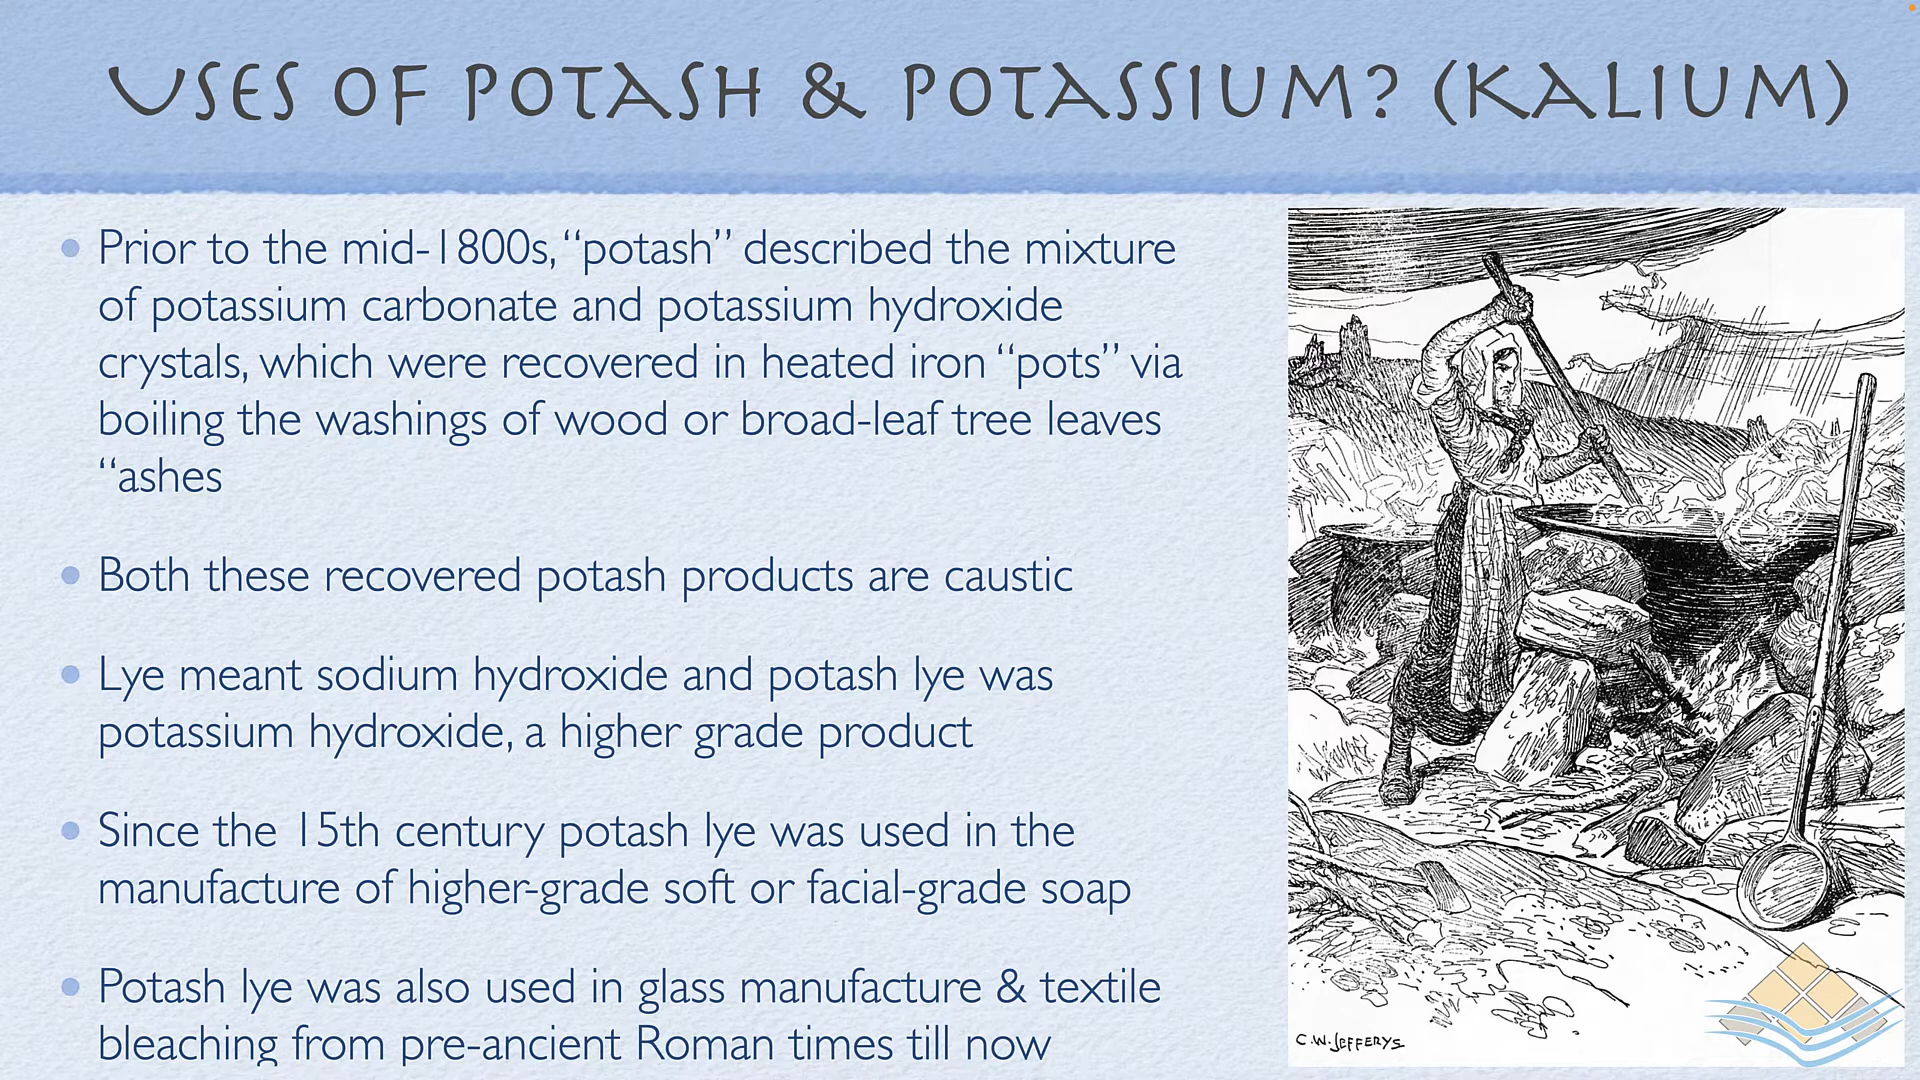 USES OF POTASH & POTASSIUM? (KALIUM)
Prior to the mid-1800s, “potash” described the mixture
of potassium carbonate and potassium hydroxide
crystals, which were recovered in heated iron “pots” via
boiling the washings of wood or broad-leaf tree leaves
“ashes
Both these recovered potash products are caustic
Lye meant sodium hydroxide and potash lye was
potassium hydroxide, a higher grade product
Since the 15th century potash lye was used in the
manufacture of higher-grade soft or facial-grade soap
Potash lye was also used in glass manufacture & textile
bleaching from pre-ancient Roman times till now
C.W. JEFFERYS